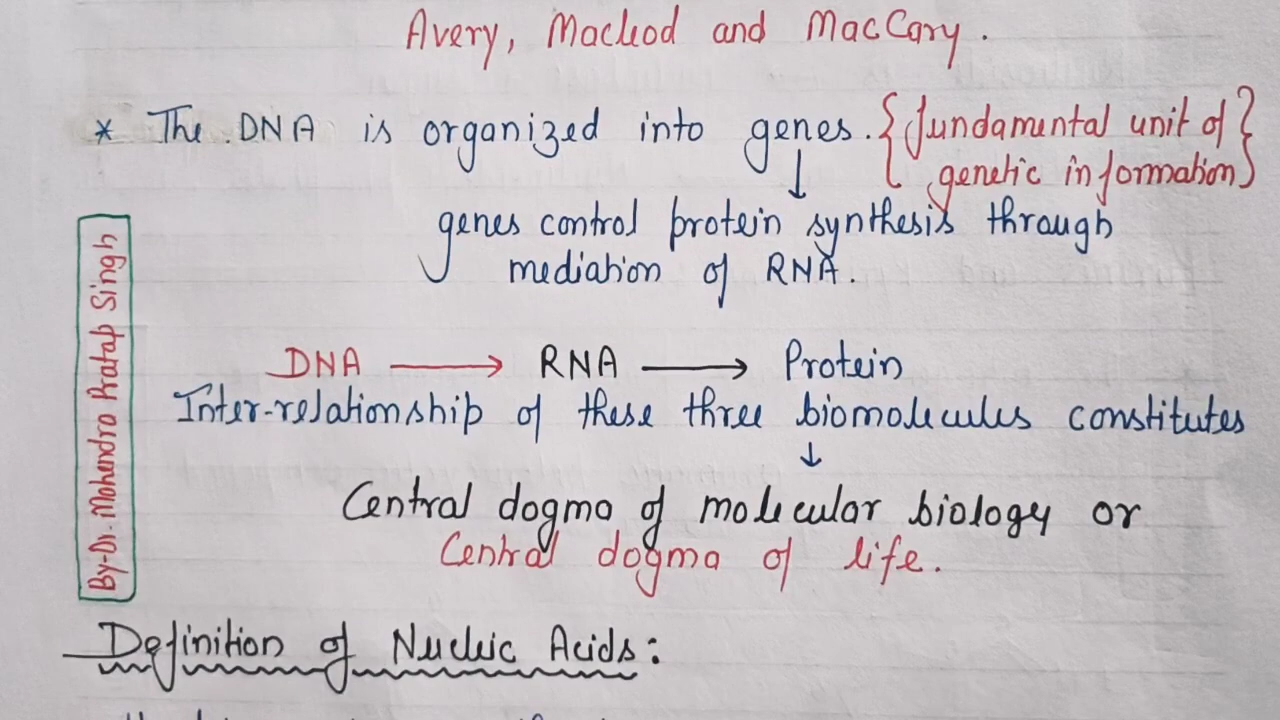 Avery, Macleod and MacCary.
* The DNA is organized into genes. {fundamental unit of
genetic information}
↓
genes control protein synthesis through
mediation of RNA.
By-Dr. Mahendra Pratap Singh
DNA → RNA → Protein
Inter-relationship of these three biomolecules constitutes
↓
Central dogma of molecular biology or
Central dogma of life.
Definition of Nucleic Acids: